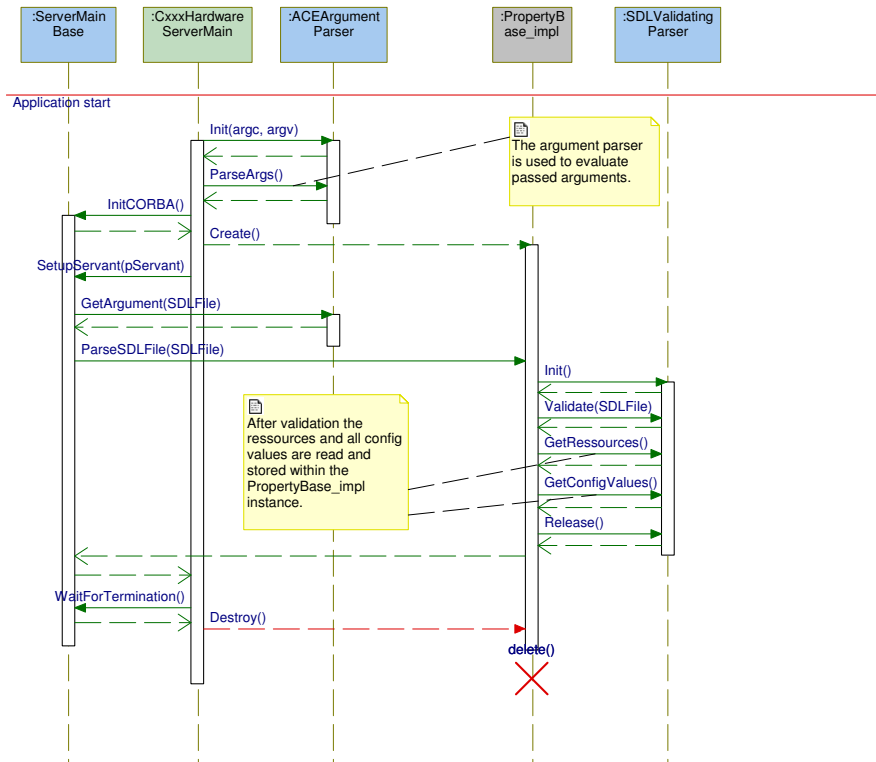 :ServerMain
Base
:CxxxHardware
ServerMain
:ACEArgument
Parser
:PropertyB
ase_impl
:SDLValidating
Parser
Application start
Init(argc, argv)
The argument parser
is used to evaluate
passed arguments.
ParseArgs()
InitCORBA()
Create()
SetupServant(pServant)
GetArgument(SDLFile)
ParseSDLFile(SDLFile)
Init()
Validate(SDLFile)
After validation the
ressources and all config
values are read and
stored within the
PropertyBase_impl
instance.
GetRessources()
GetConfigValues()
Release()
WaitForTermination()
Destroy()
delete()